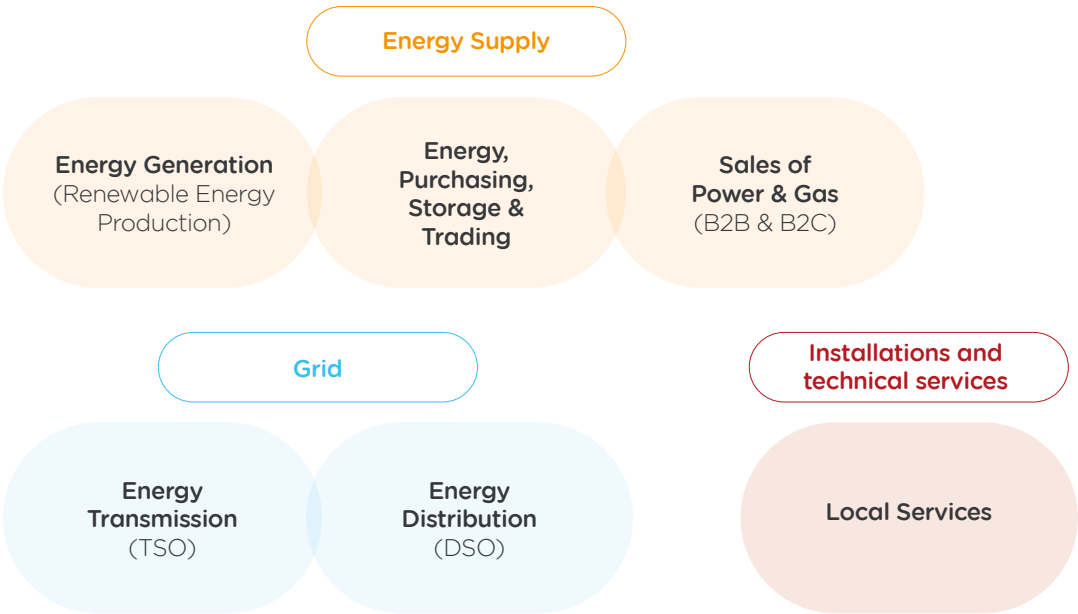 Energy Supply
Energy Generation
(Renewable Energy
Production)
Energy,
Purchasing,
Storage &
Trading
Sales of
Power & Gas
(B2B & B2C)
Grid
Installations and
technical services
Energy
Transmission
(TSO)
Energy
Distribution
(DSO)
Local Services